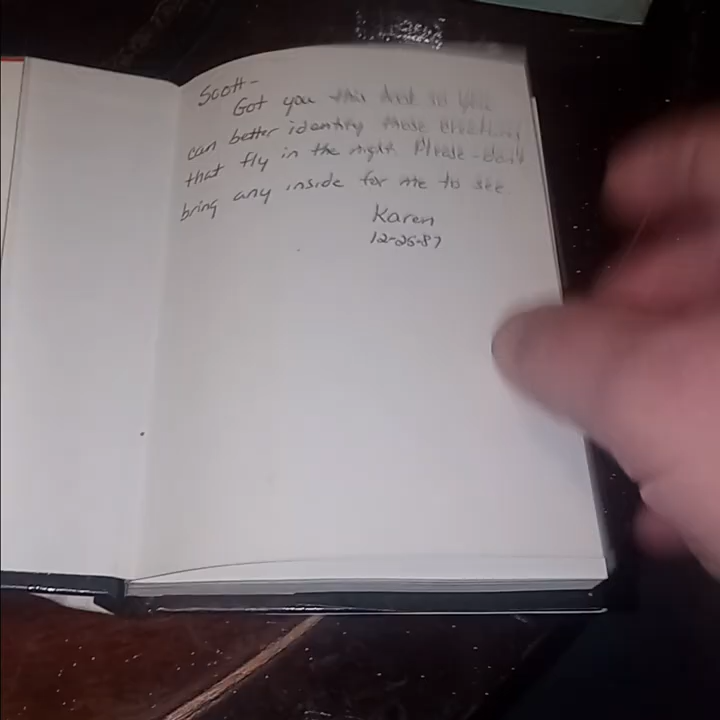 Scott-
Got you this book so you
can better identify those creatures
that fly in the night. Please - don't
bring any inside for me to see
Karen
12-25-87